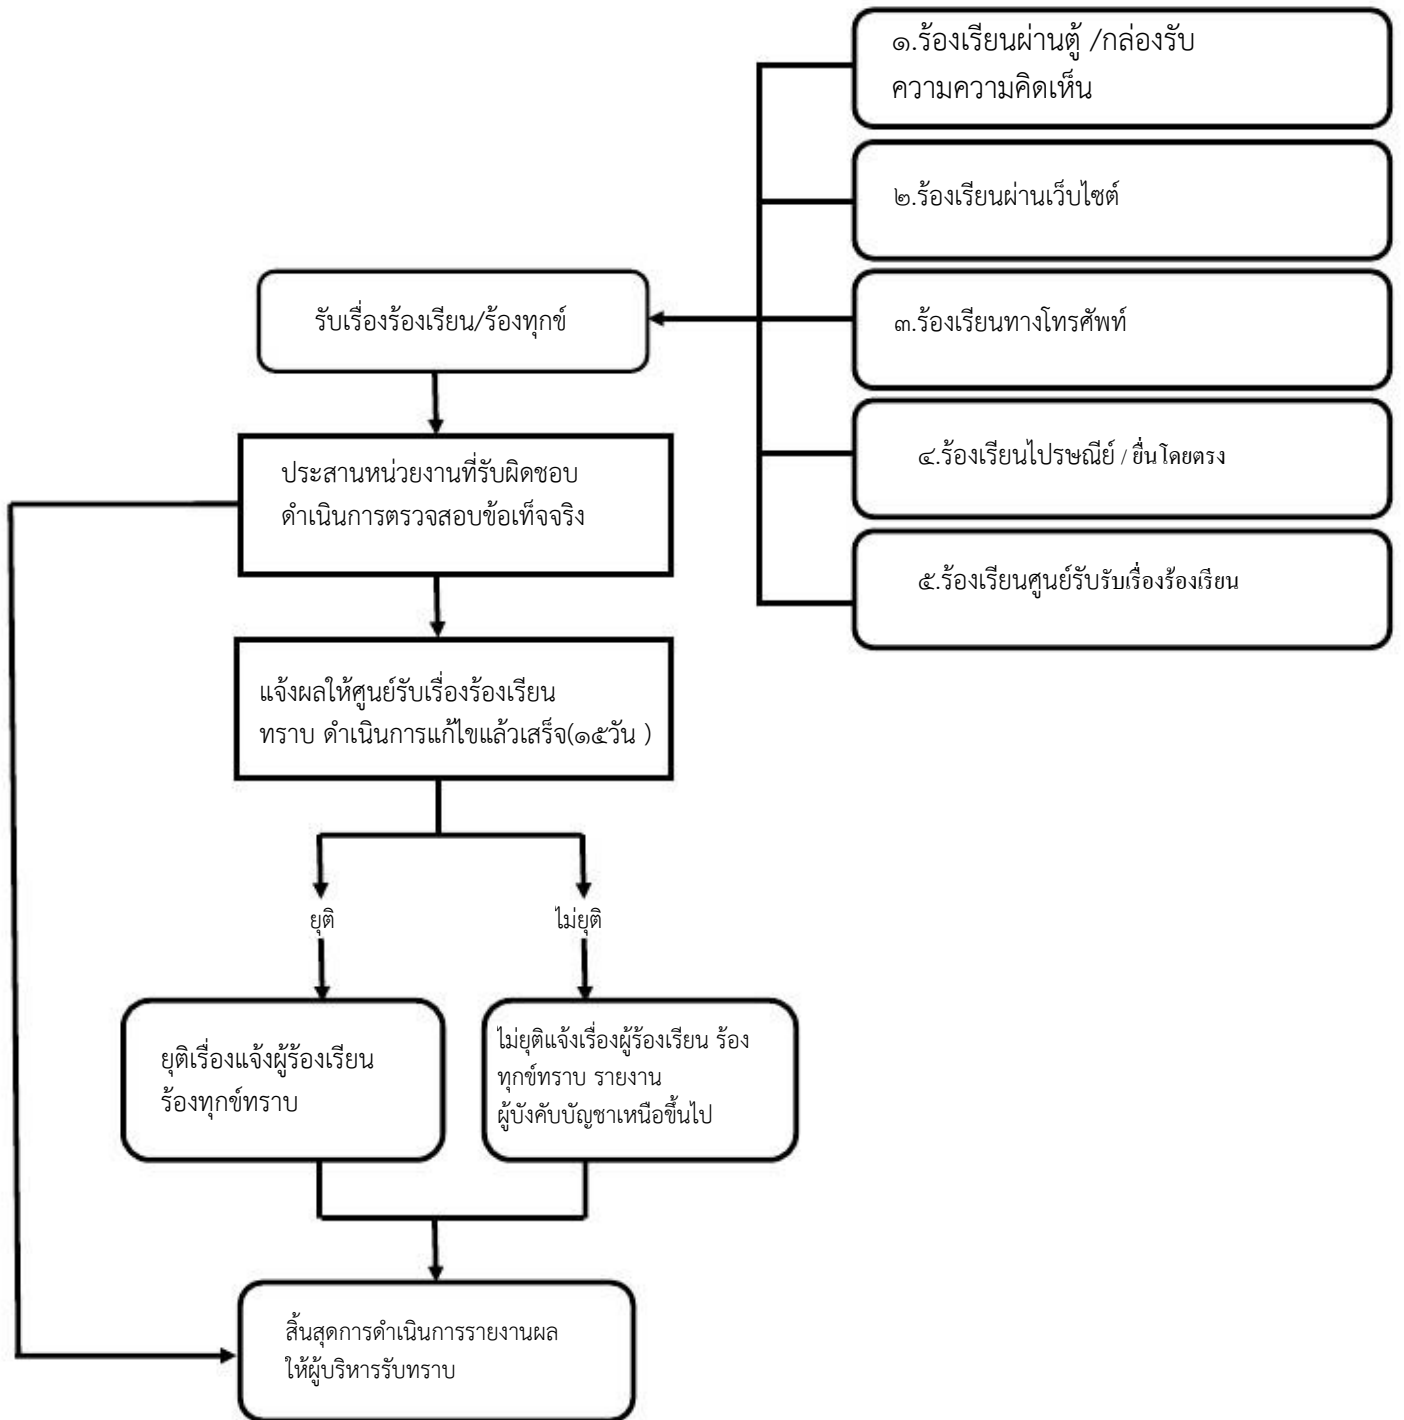 ๑.ร้องเรียนผ่านตู้ /กล่องรับ
ความความคิดเห็น
๒.ร้องเรียนผ่านเว็บไซต์
รับเรื่องร้องเรียน/ร้องทุกข์
๓.ร้องเรียนทางโทรศัพท์
๔.ร้องเรียนไปรษณีย์ / ยื่นโดยตรง
๕.ร้องเรียนศูนย์รับรับเรื่องร้องเรียน
ประสานหน่วยงานที่รับผิดชอบ
ดำเนินการตรวจสอบข้อเท็จจริง
แจ้งผลให้ศูนย์รับเรื่องร้องเรียน
ทราบ ดำเนินการแก้ไขแล้วเสร็จ(๑๕วัน )
ยุติ
ไม่ยุติ
ยุติเรื่องแจ้งผู้ร้องเรียน
ร้องทุกข์ทราบ
ไม่ยุติแจ้งเรื่องผู้ร้องเรียน ร้อง
ทุกข์ทราบ รายงาน
ผู้บังคับบัญชาเหนือขึ้นไป
สิ้นสุดการดำเนินการรายงานผล
ให้ผู้บริหารรับทราบ